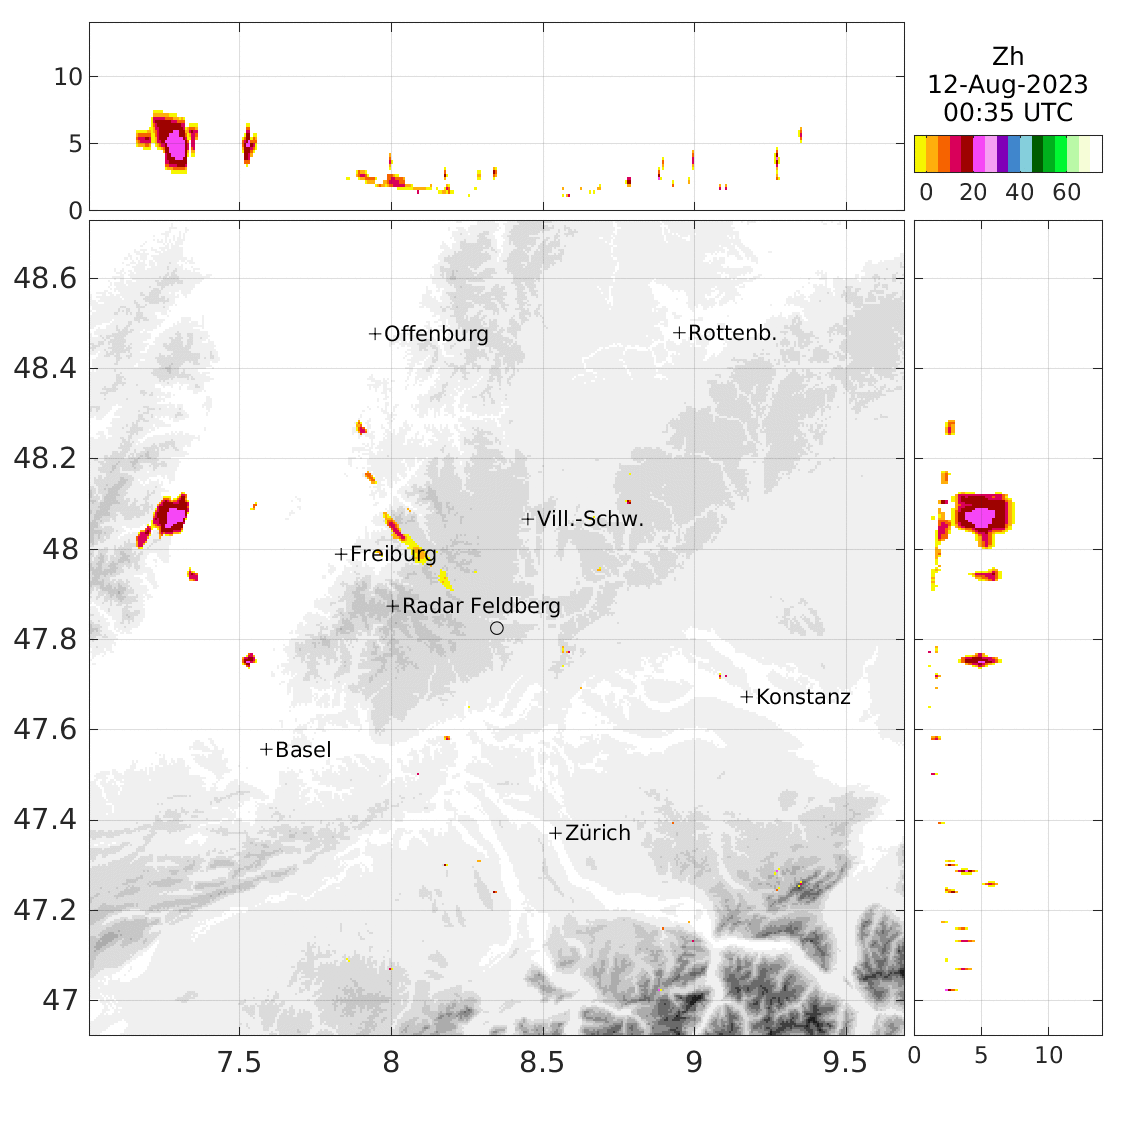 10
5
0
Zh
12-Aug-2023
00:35 UTC
0 20 40 60
48.6
48.4
48.2
48
47.8
47.6
47.4
47.2
47
+Offenburg
+Rottenb.
+Vill.-Schw.
+Freiburg
+Radar Feldberg
+Konstanz
+Basel
+Zürich
7.5 8 8.5 9 9.5
0 5 10